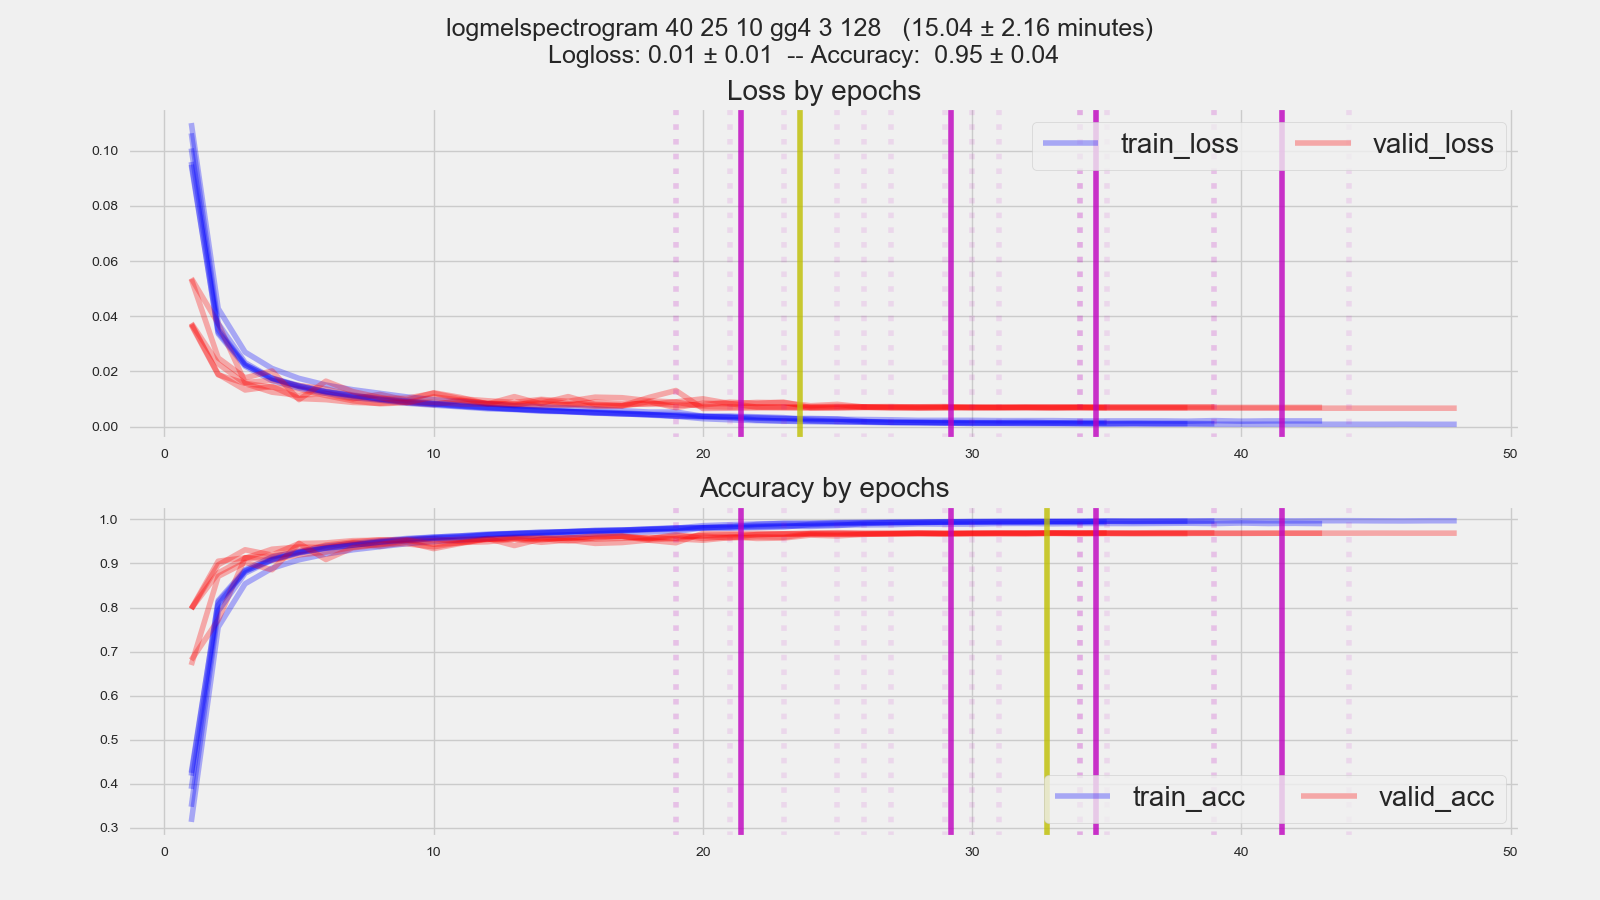 logmelspectrogram 40 25 10 gg4 3 128 (15.04 ± 2.16 minutes)
Logloss: 0.01 ± 0.01 -- Accuracy: 0.95 ± 0.04
Loss by epochs
train_loss valid_loss
0.10
0.08
0.06
0.04
0.02
0.00
0 10 20 30 40 50
Accuracy by epochs
1.0
0.9
0.8
0.7
0.6
0.5
0.4
0.3
train_acc valid_acc
0 10 20 30 40 50